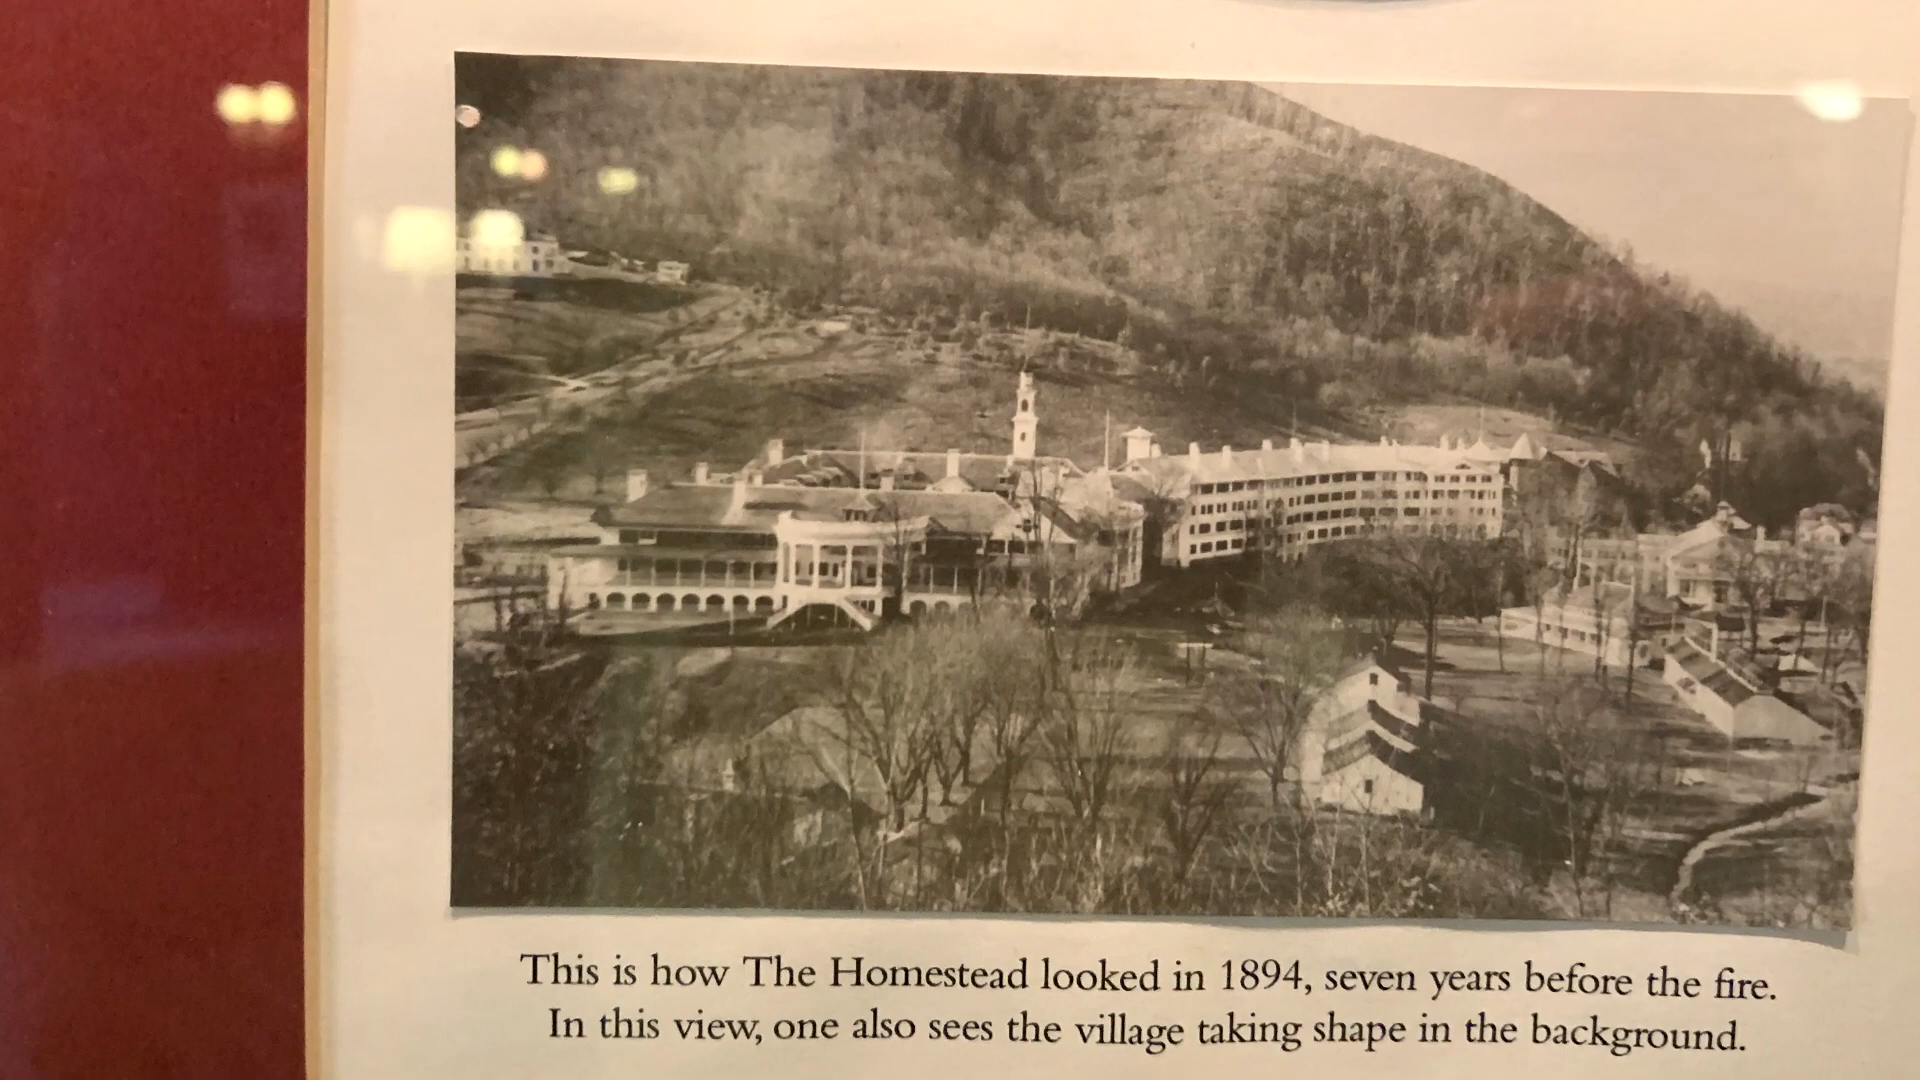 This is how The Homestead looked in 1894, seven years before the fire.
In this view, one also sees the village taking shape in the background.